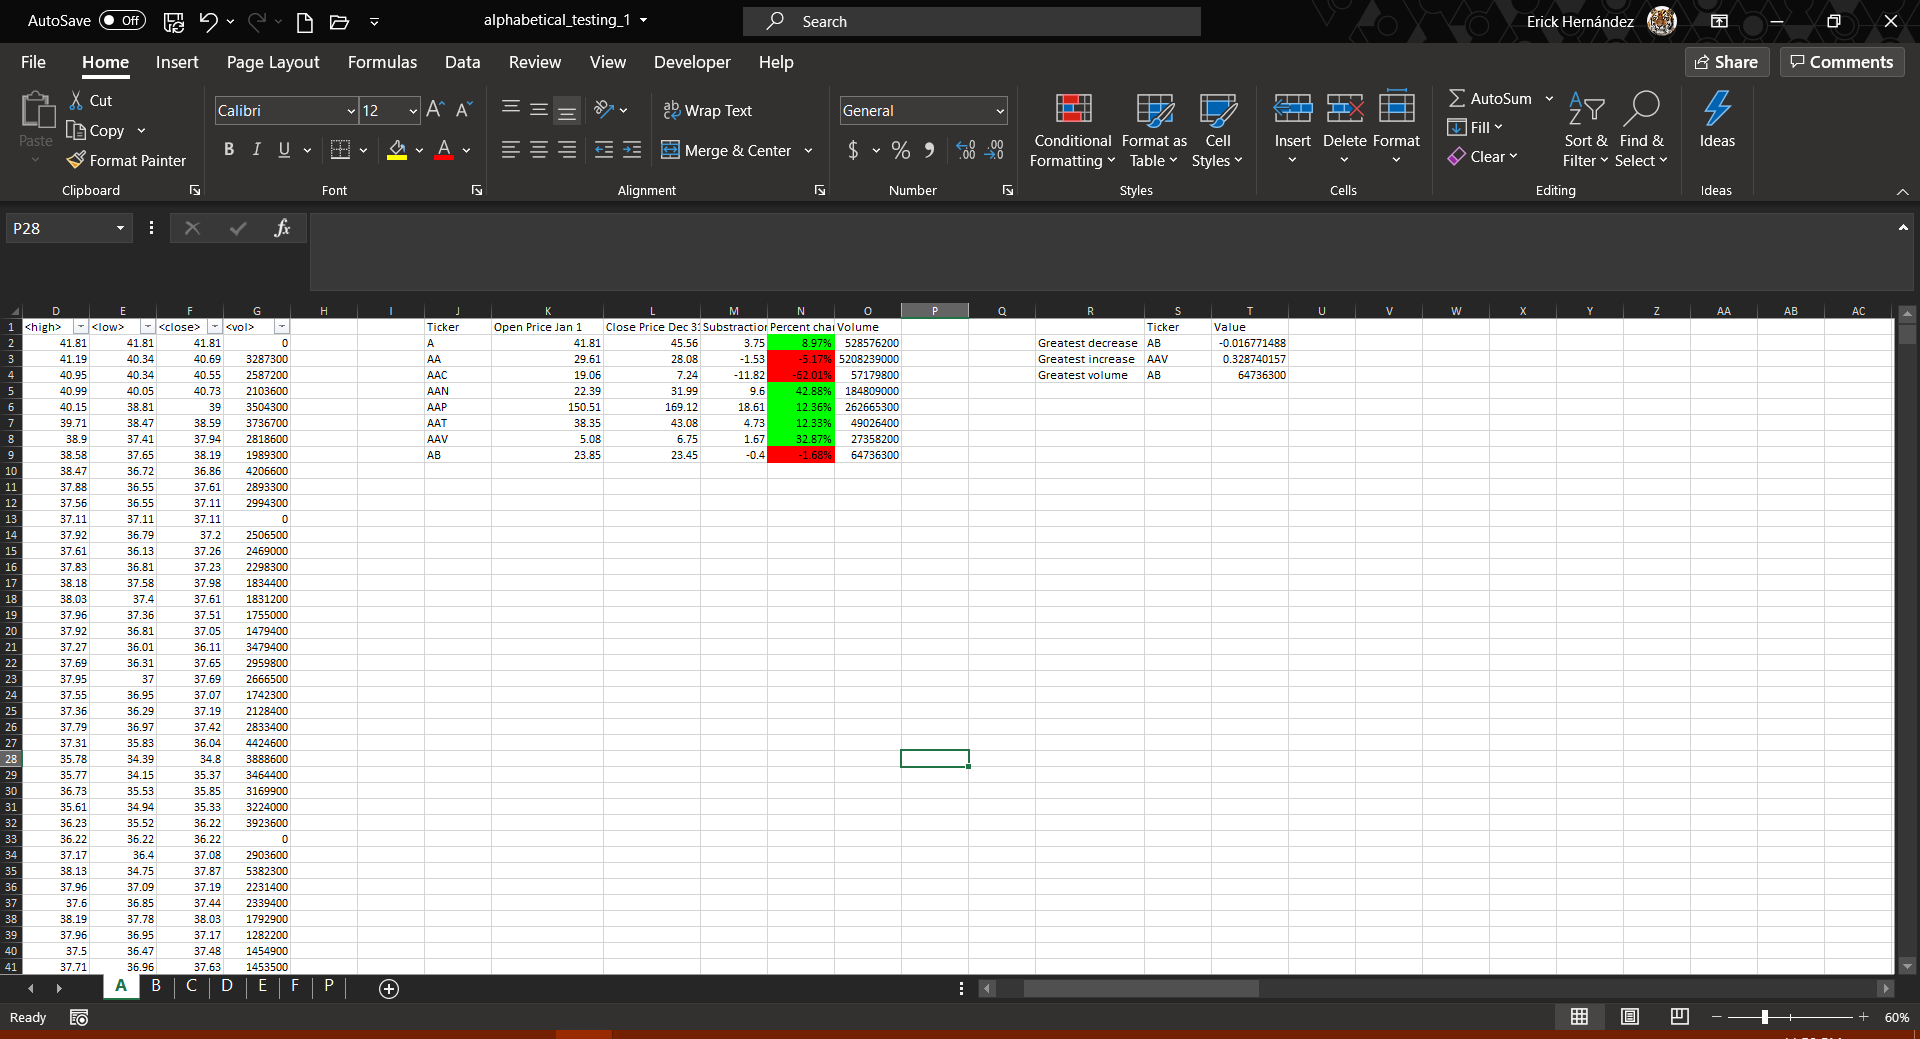 AutoSave Off alphabetical_testing_1 Search Erick Hernández
File Home Insert Page Layout Formulas Data Review View Developer Help Share Comments
Paste Cut Copy Format Painter Clipboard
Calibri 12 B I U A Font
Wrap Text Merge & Center Alignment
General $ % Number
Conditional Formatting Format as Table Cell Styles Styles
Insert Delete Format Cells
AutoSum Fill Clear Sort & Filter Find & Select Editing
Ideas Ideas
P28 fx
D E F G H I J K L M N O P Q R S T U V W X Y Z AA AB AC
1 <high> <low> <close> <vol> Ticker Open Price Jan 1 Close Price Dec 31 Substraction Percent char Volume Ticker Value
2 41.81 41.81 41.81 0 A 41.81 45.56 3.75 8.97% 528576200 Greatest decrease AB -0.016771488
3 41.19 40.34 40.69 3287300 AA 29.61 28.08 -1.53 -5.17% 5208239000 Greatest increase AAV 0.328740157
4 40.95 40.34 40.55 2587200 AAC 19.06 7.24 -11.82 -62.01% 57179800 Greatest volume AB 64736300
5 40.99 40.05 40.73 2103600 AAN 22.39 31.99 9.6 42.88% 184809000
6 40.15 38.81 39 3504300 AAP 150.51 169.12 18.61 12.36% 262665300
7 39.71 38.47 38.59 3736700 AAT 38.35 43.08 4.73 12.33% 49026400
8 38.9 37.41 37.94 2818600 AAV 5.08 6.75 1.67 32.87% 27358200
9 38.58 37.65 38.19 1989300 AB 23.85 23.45 -0.4 -1.68% 64736300
10 38.47 36.72 36.86 4206600
11 37.88 36.55 37.61 2893300
12 37.56 36.55 37.11 2994300
13 37.11 37.11 37.11 0
14 37.92 36.79 37.2 2506500
15 37.61 36.13 37.26 2469000
16 37.83 36.81 37.23 2298300
17 38.18 37.58 37.98 1834400
18 38.03 37.4 37.61 1831200
19 37.96 37.36 37.51 1755000
20 37.92 36.81 37.05 1479400
21 37.27 36.01 36.11 3479400
22 37.69 36.31 37.65 2959800
23 37.95 37 37.69 2666500
24 37.55 36.95 37.07 1742300
25 37.36 36.29 37.19 2128400
26 37.79 36.97 37.42 2833400
27 37.31 35.83 36.04 4424600
28 35.78 34.39 34.8 3888600
29 35.77 34.15 35.37 3464400
30 36.73 35.53 35.85 3169900
31 35.61 34.94 35.33 3224000
32 36.23 35.52 36.22 3923600
33 36.22 36.22 36.22 0
34 37.17 36.4 37.08 2903600
35 38.13 34.75 37.87 5382300
36 37.96 37.09 37.19 2231400
37 37.6 36.85 37.44 2339400
38 38.19 37.78 38.03 1792900
39 37.96 36.95 37.17 1282200
40 37.5 36.47 37.48 1454900
41 37.71 36.96 37.63 1453500
A B C D E F P
Ready 60%